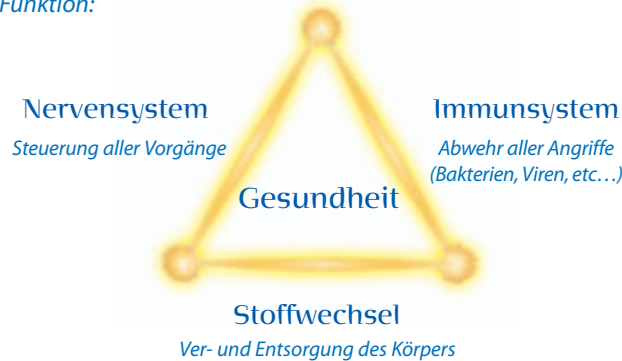 Funktion:
Nervensystem
Steuerung aller Vorgänge
Immunsystem
Abwehr aller Angriffe
(Bakterien, Viren, etc…)
Gesundheit
Stoffwechsel
Ver- und Entsorgung des Körpers